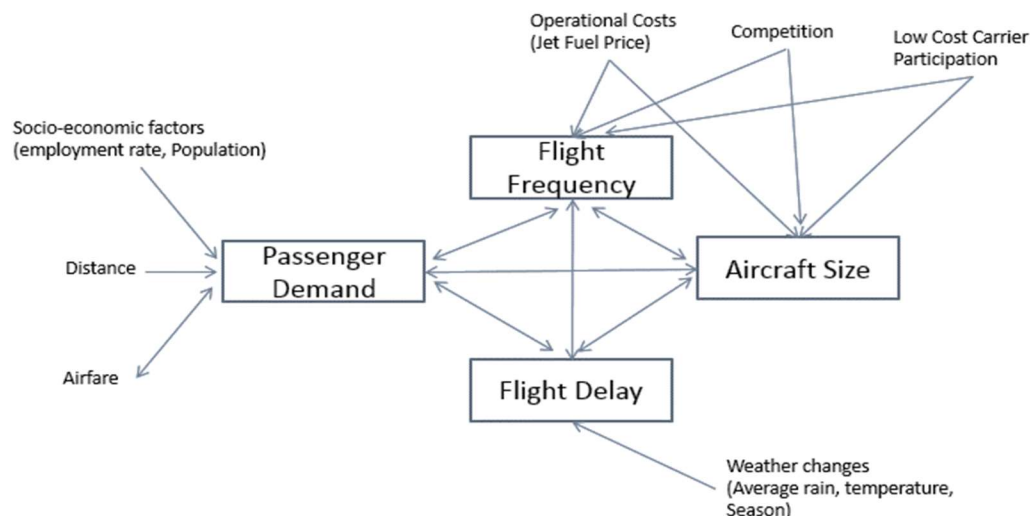 Operational Costs
(Jet Fuel Price)
Competition
Low Cost Carrier
Participation
Socio-economic factors
(employment rate, Population)
Flight
Frequency
Passenger
Demand
Distance
Aircraft Size
Airfare
Flight Delay
Weather changes
(Average rain, temperature,
Season)